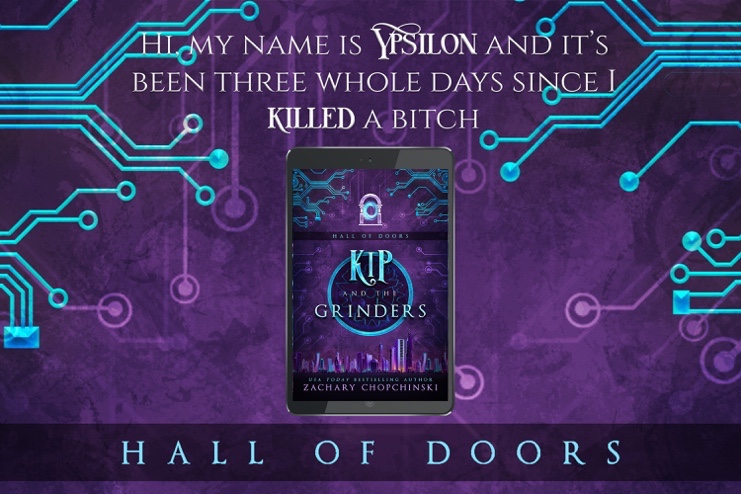 Hi, my name is Ypsilon and it's
been three whole days since I
killed a bitch
HALL OF DOORS
KIP
AND THE
GRINDERS
USA TODAY BESTSELLING AUTHOR
ZACHARY CHOPCHINSKI
HALL OF DOORS